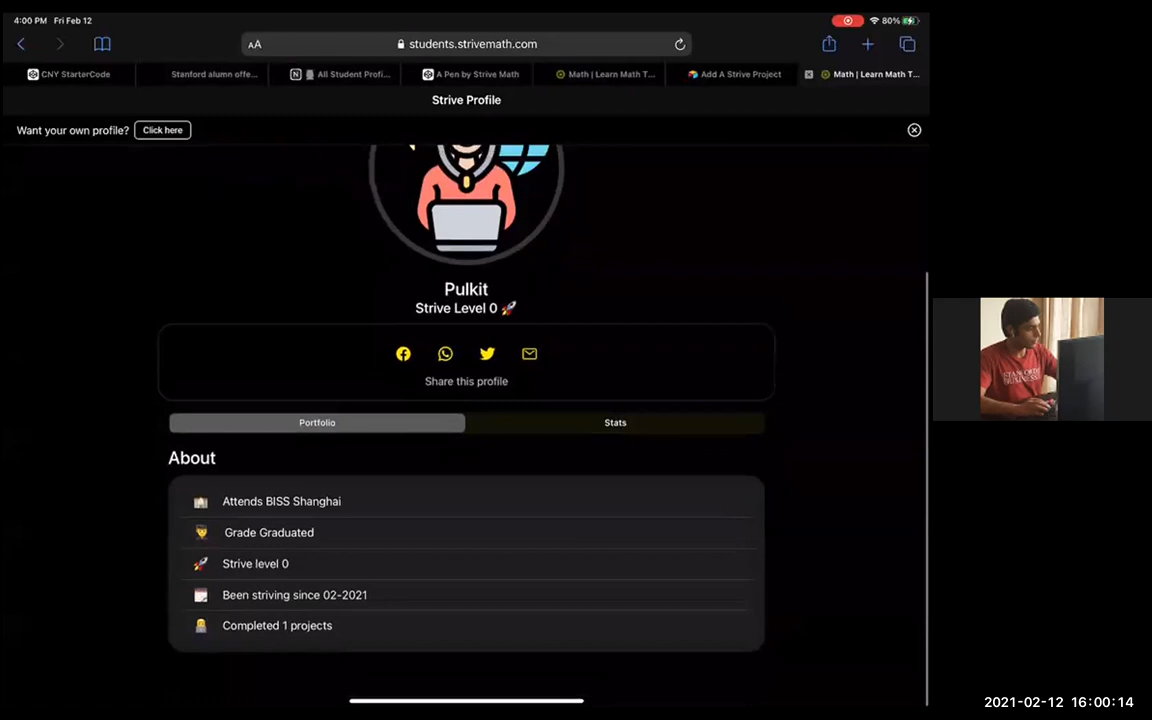 4:00 PM Fri Feb 12
80%
AA
students.strivemath.com
CNY StarterCode
Stanford alumn offe...
All Student Profi...
A Pen by Strive Math
Math | Learn Math T...
Add A Strive Project
Math | Learn Math T...
Strive Profile
Want your own profile? Click here
Pulkit
Strive Level 0
Share this profile
Portfolio
Stats
About
Attends BISS Shanghai
Grade Graduated
Strive level 0
Been striving since 02-2021
Completed 1 projects
STANFORD
BUSINESS
2021-02-12 16:00:14